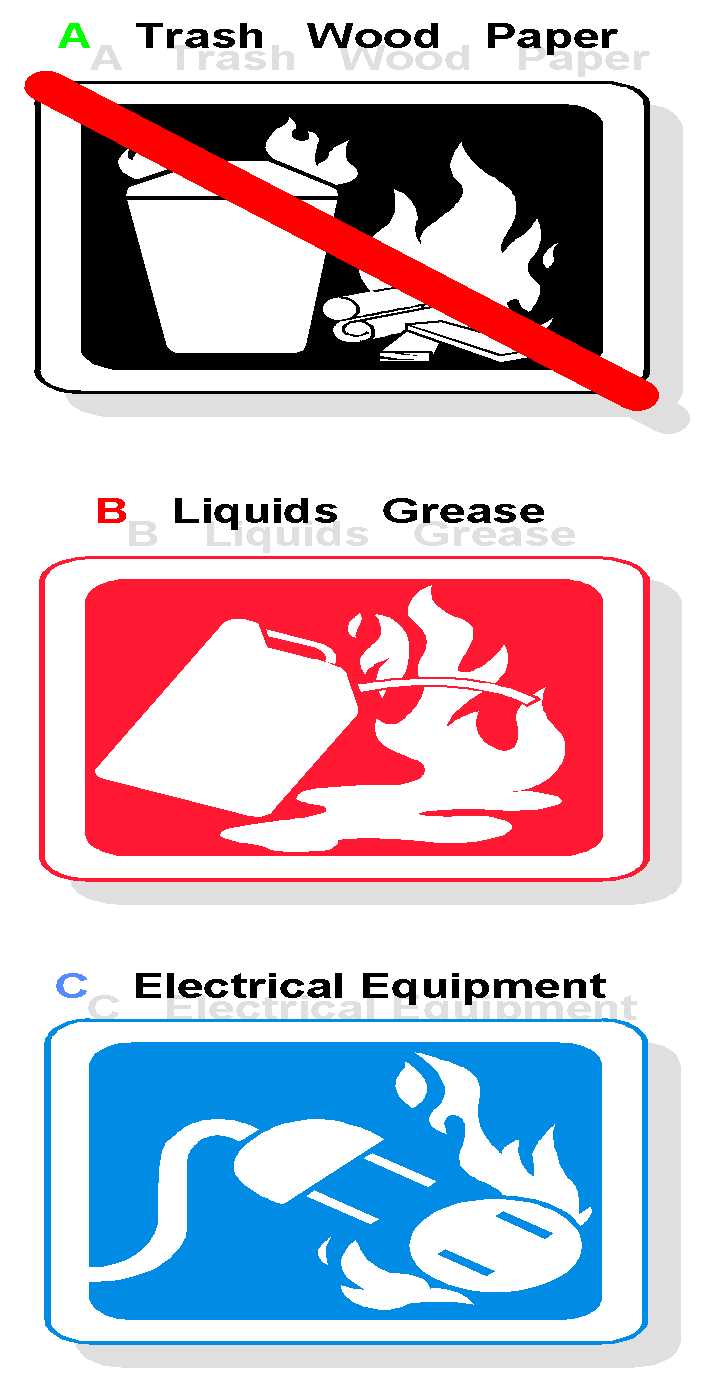 A Trash Wood Paper
B Liquids Grease
C Electrical Equipment